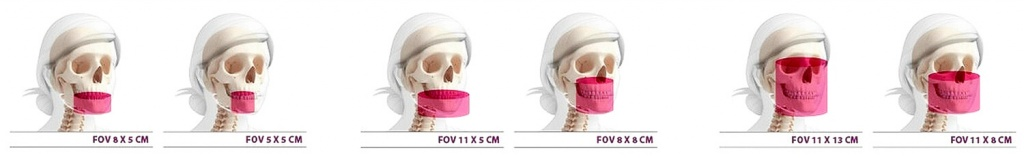 FOV 8 X 5 CM
FOV 5 X 5 CM
FOV 11 X 5 CM
FOV 8 X 8 CM
FOV 11 X 13 CM
FOV 11 X 8 CM